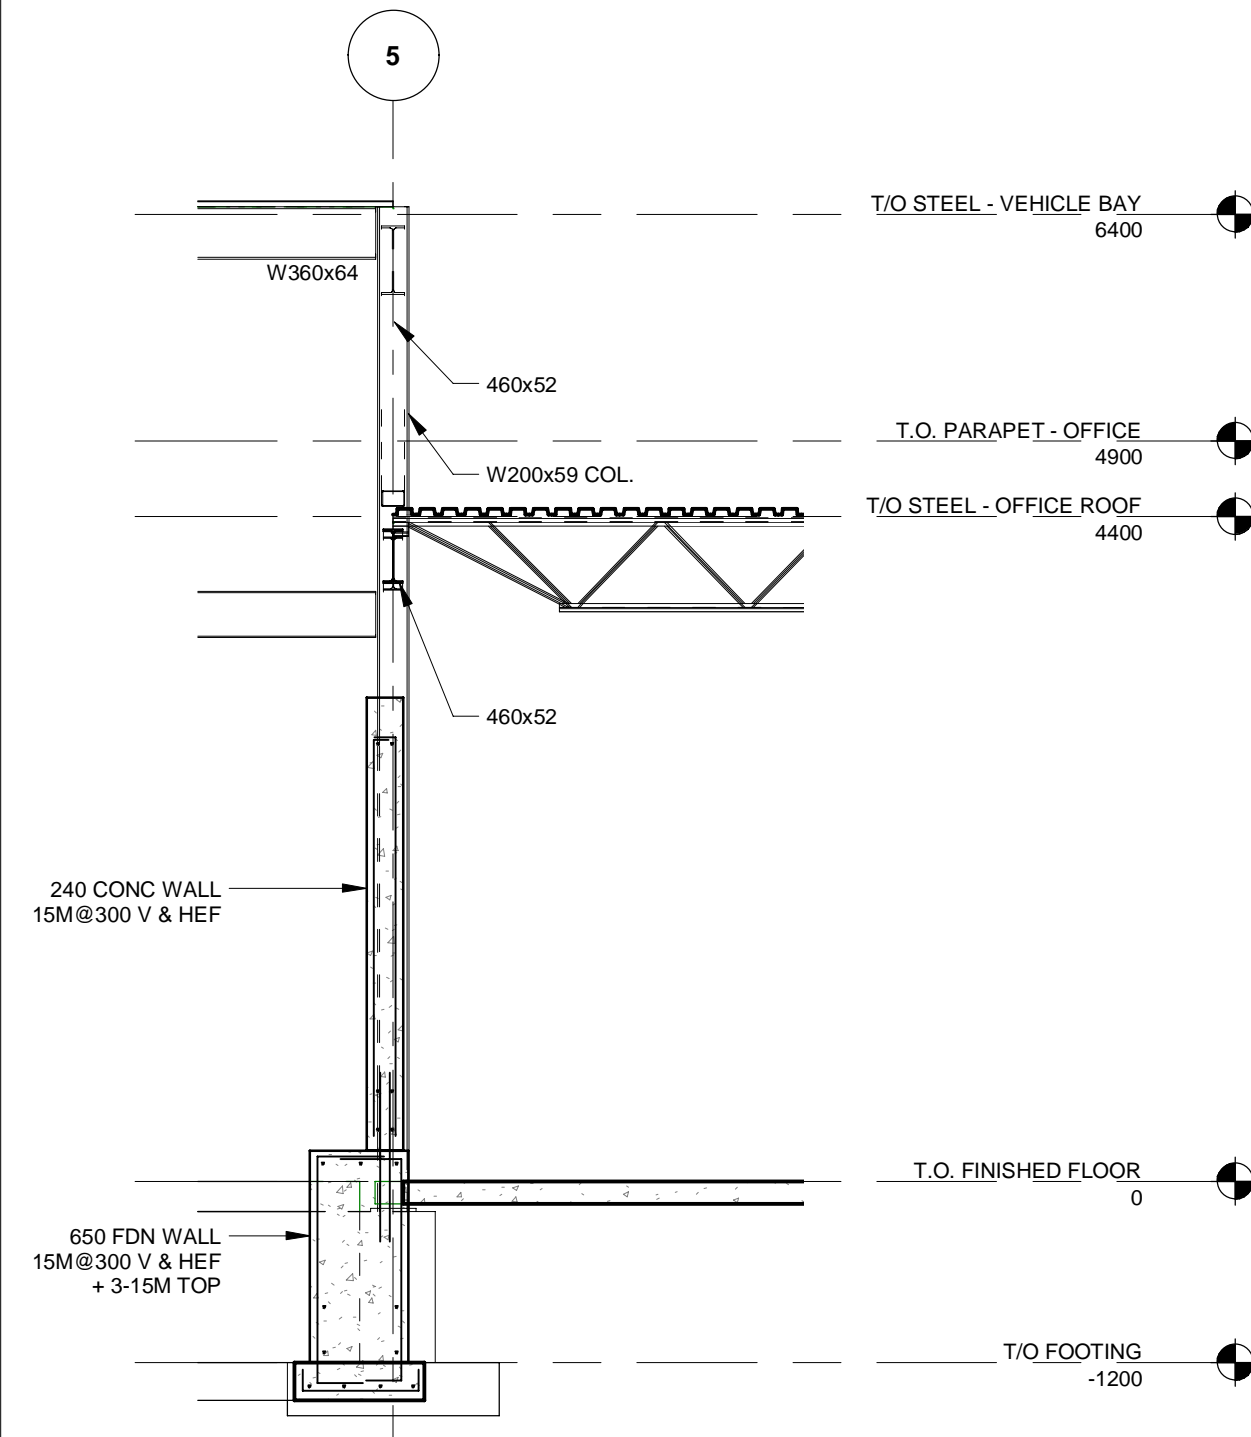 5
T/O STEEL - VEHICLE BAY
6400
W360x64
460x52
T.O. PARAPET - OFFICE
4900
W200x59 COL.
T/O STEEL - OFFICE ROOF
4400
460x52
240 CONC WALL
15M@300 V & HEF
T.O. FINISHED FLOOR
0
650 FDN WALL
15M@300 V & HEF
+ 3-15M TOP
T/O FOOTING
-1200